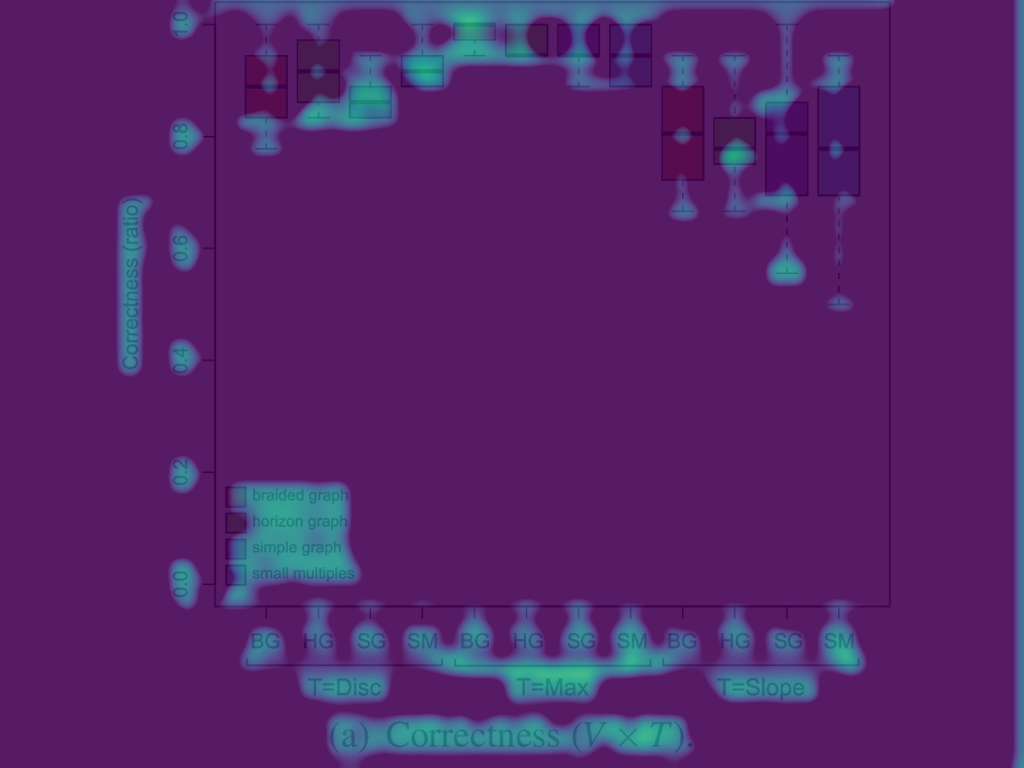 1.0
0.8
0.6
0.4
0.2
0.0
Correctness (ratio)
braided graph
horizon graph
simple graph
small multiples
BG HG SG SM BG HG SG SM BG HG SG SM
T=Disc T=Max T=Slope
(a) Correctness (V × T).